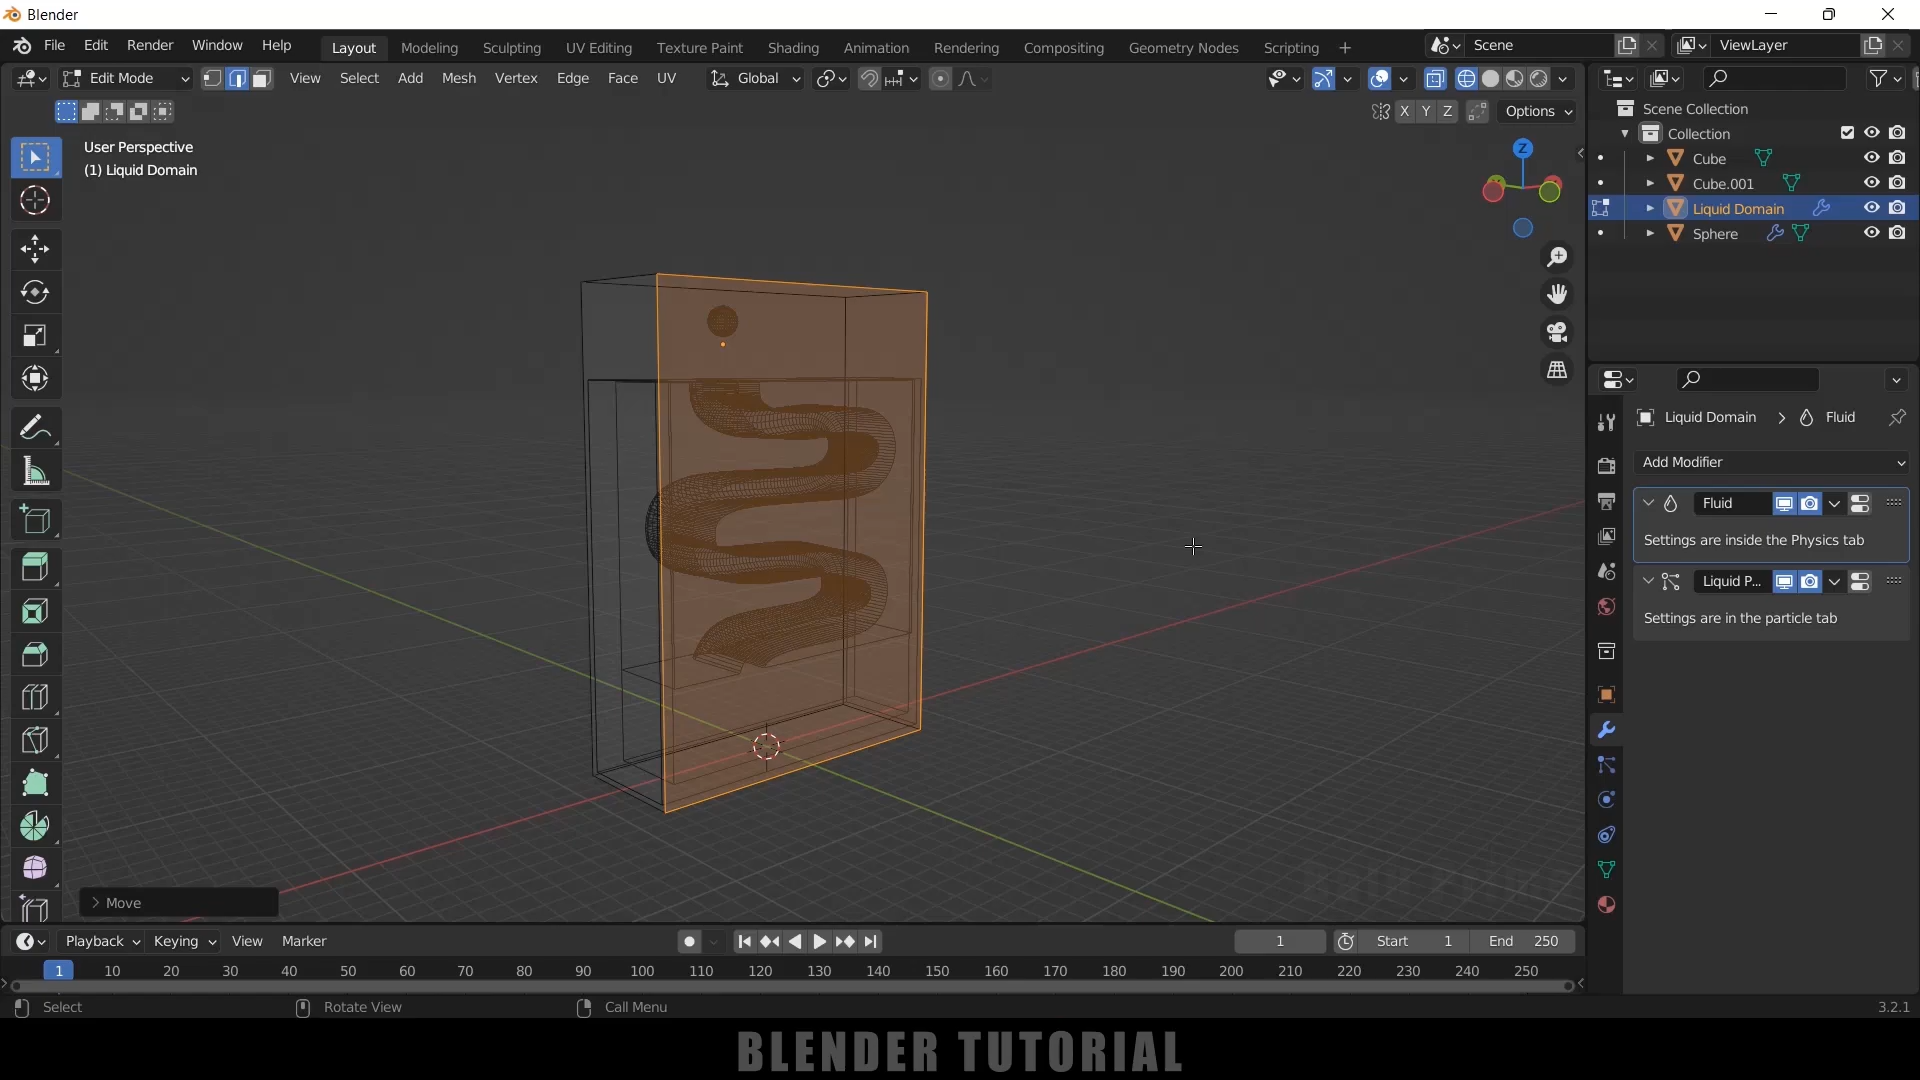 Blender
File Edit Render Window Help Layout Modeling Sculpting UV Editing Texture Paint Shading Animation Rendering Compositing Geometry Nodes Scripting + Scene ViewLayer
Edit Mode View Select Add Mesh Vertex Edge Face UV Global
X Y Z Options
User Perspective
(1) Liquid Domain
Z
Scene Collection
Collection
Cube
Cube.001
Liquid Domain
Sphere
Liquid Domain > Fluid
Add Modifier
Fluid
Settings are inside the Physics tab
Liquid P...
Settings are in the particle tab
> Move
Playback Keying View Marker 1 Start 1 End 250
1 10 20 30 40 50 60 70 80 90 100 110 120 130 140 150 160 170 180 190 200 210 220 230 240 250
Select Rotate View Call Menu 3.2.1
BLENDER TUTORIAL